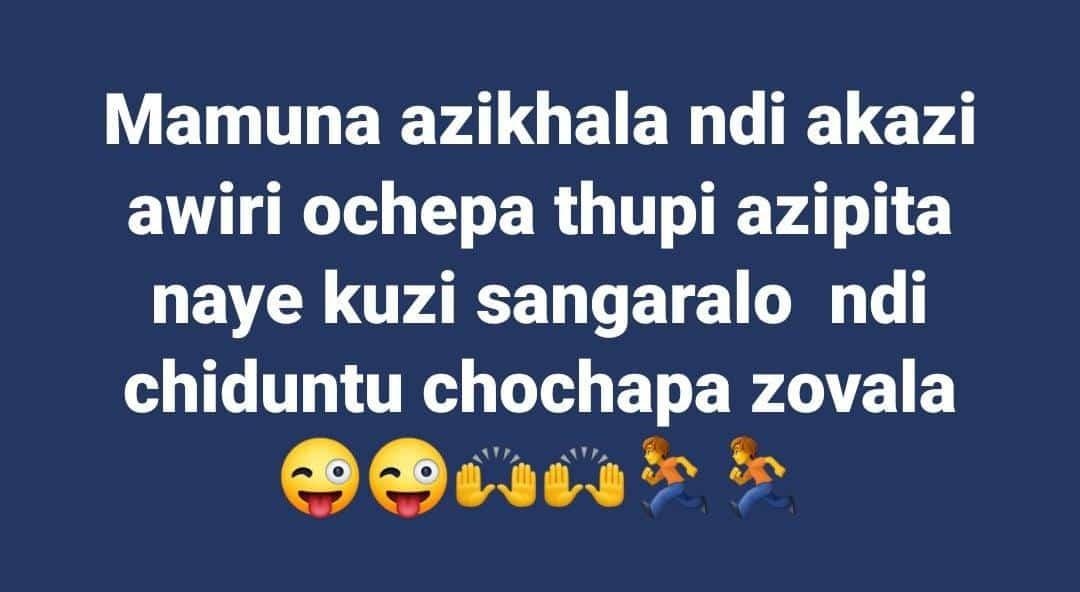 Mamuna azikhala ndi akazi
awiri ochepa thupi azipita
naye kuzi sangaralo ndi
chiduntu chochapa zovala
😜😜🙌🙌🏃🏃